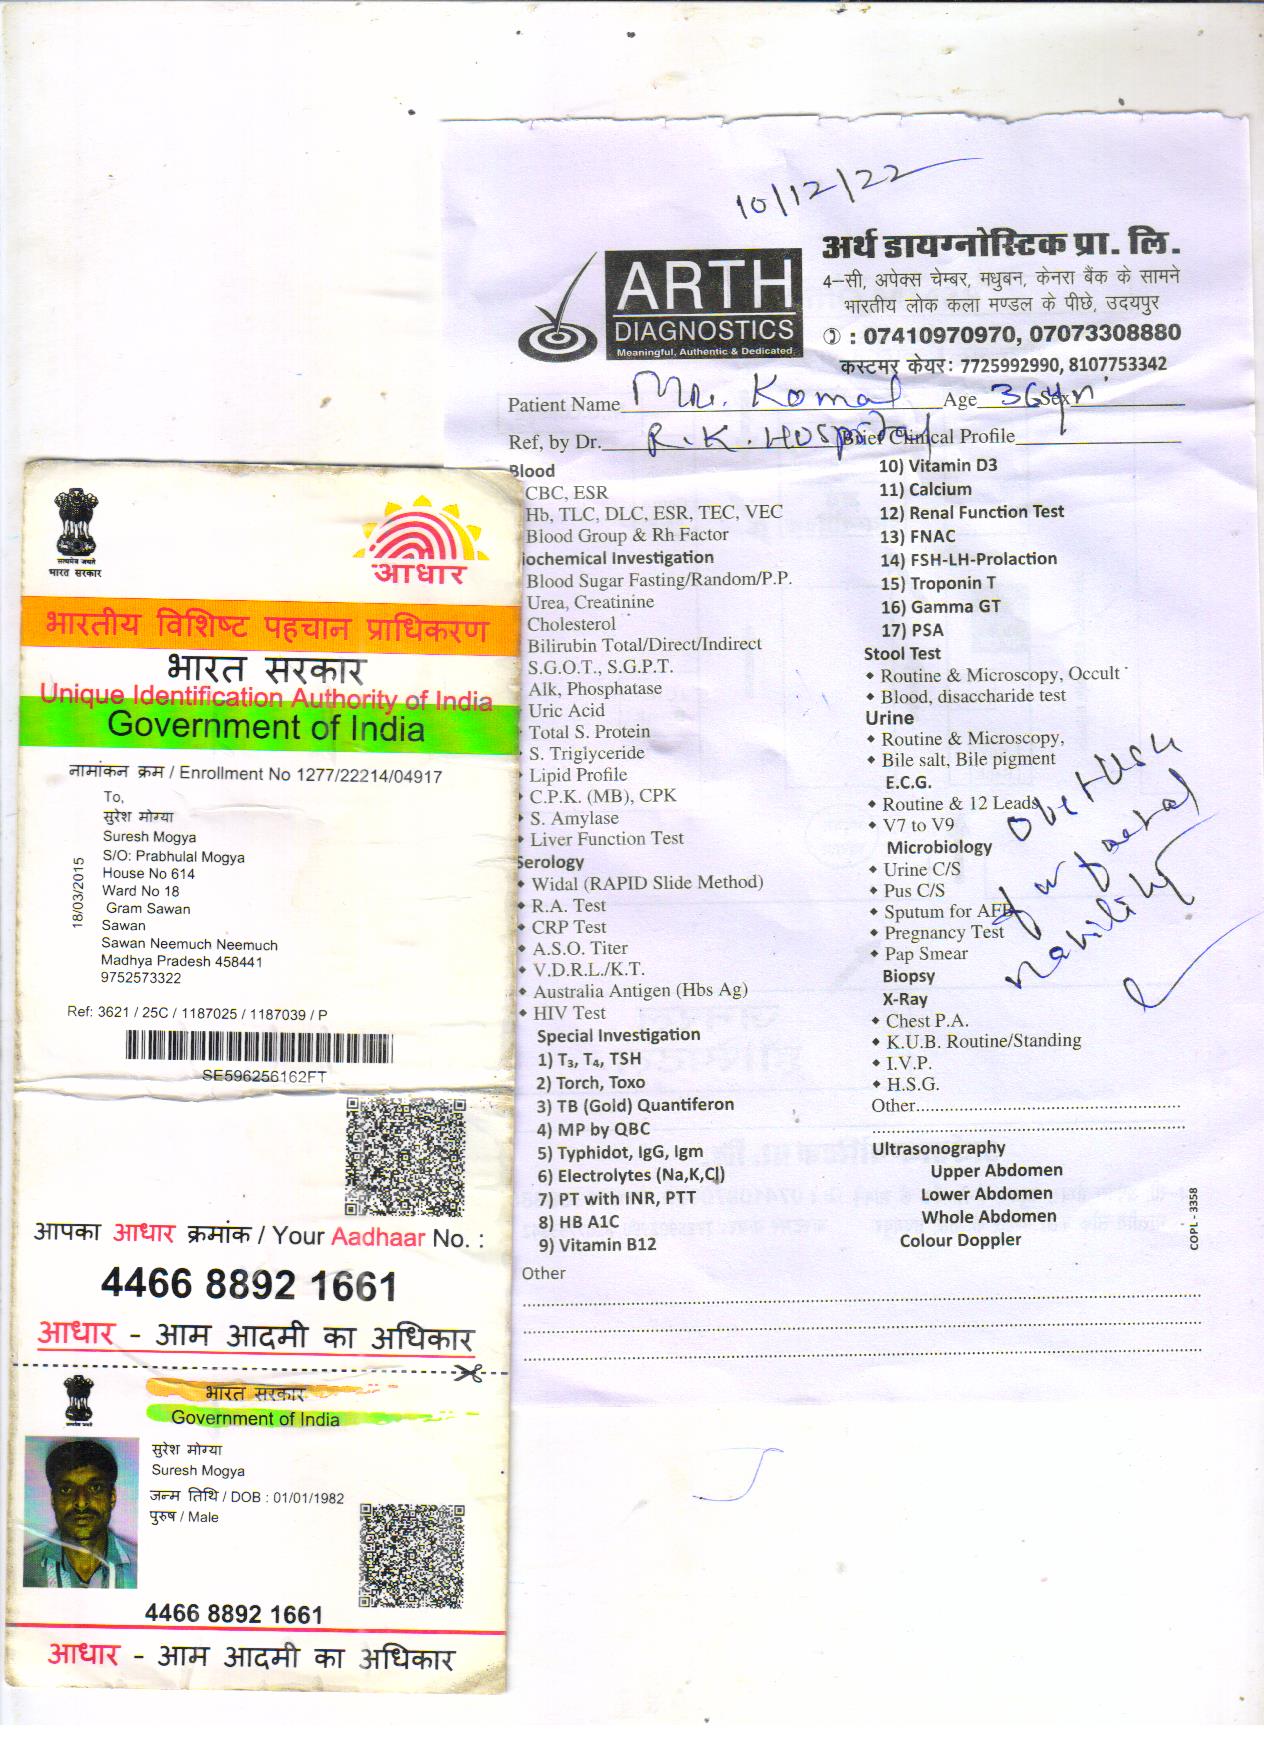 10/12/22
ARTH
DIAGNOSTICS
Meaningful, Authentic & Dedicated
अर्थ डायग्नोस्टिक प्रा. लि.
4–सी, अपेक्स चेम्बर, मधुबन, केनरा बैंक के सामने
भारतीय लोक कला मण्डल के पीछे, उदयपुर
: 07410970970, 07073308880
कस्टमर केयर: 7725992990, 8107753342
Patient Name Mr. Komal Age 36yr Sex
Ref, by Dr. R.K. Hospital Brief Clinical Profile
Blood
CBC, ESR
Hb, TLC, DLC, ESR, TEC, VEC
Blood Group & Rh Factor
iochemical Investigation
Blood Sugar Fasting/Random/P.P.
Urea, Creatinine
Cholesterol
Bilirubin Total/Direct/Indirect
S.G.O.T., S.G.P.T.
Alk, Phosphatase
Uric Acid
Total S. Protein
S. Triglyceride
Lipid Profile
C.P.K. (MB), CPK
S. Amylase
Liver Function Test
Serology
Widal (RAPID Slide Method)
R.A. Test
CRP Test
A.S.O. Titer
V.D.R.L./K.T.
Australia Antigen (Hbs Ag)
HIV Test
Special Investigation
1) T₃, T₄, TSH
2) Torch, Toxo
3) TB (Gold) Quantiferon
4) MP by QBC
5) Typhidot, IgG, Igm
6) Electrolytes (Na,K,Cl)
7) PT with INR, PTT
8) HB A1C
9) Vitamin B12
Other
10) Vitamin D3
11) Calcium
12) Renal Function Test
13) FNAC
14) FSH-LH-Prolaction
15) Troponin T
16) Gamma GT
17) PSA
Stool Test
Routine & Microscopy, Occult
Blood, disaccharide test
Urine
Routine & Microscopy,
Bile salt, Bile pigment
E.C.G.
Routine & 12 Leads
V7 to V9
Microbiology
Urine C/S
Pus C/S
Sputum for AFB
Pregnancy Test
Pap Smear
Biopsy
X-Ray
Chest P.A.
K.U.B. Routine/Standing
I.V.P.
H.S.G.
Other
Ultrasonography
Upper Abdomen
Lower Abdomen
Whole Abdomen
Colour Doppler
COPL - 3358
सत्यमेव जयते
भारत सरकार
आधार
भारतीय विशिष्ट पहचान प्राधिकरण
भारत सरकार
Unique Identification Authority of India
Government of India
नामांकन क्रम / Enrollment No 1277/22214/04917
18/03/2015
To,
सुरेश मोग्या
Suresh Mogya
S/O: Prabhulal Mogya
House No 614
Ward No 18
Gram Sawan
Sawan
Sawan Neemuch Neemuch
Madhya Pradesh 458441
9752573322
Ref: 3621 / 25C / 1187025 / 1187039 / P
SE596256162FT
आपका आधार क्रमांक / Your Aadhaar No. :
4466 8892 1661
आधार - आम आदमी का अधिकार
भारत सरकार
Government of India
सुरेश मोग्या
Suresh Mogya
जन्म तिथि / DOB : 01/01/1982
पुरुष / Male
4466 8892 1661
आधार - आम आदमी का अधिकार